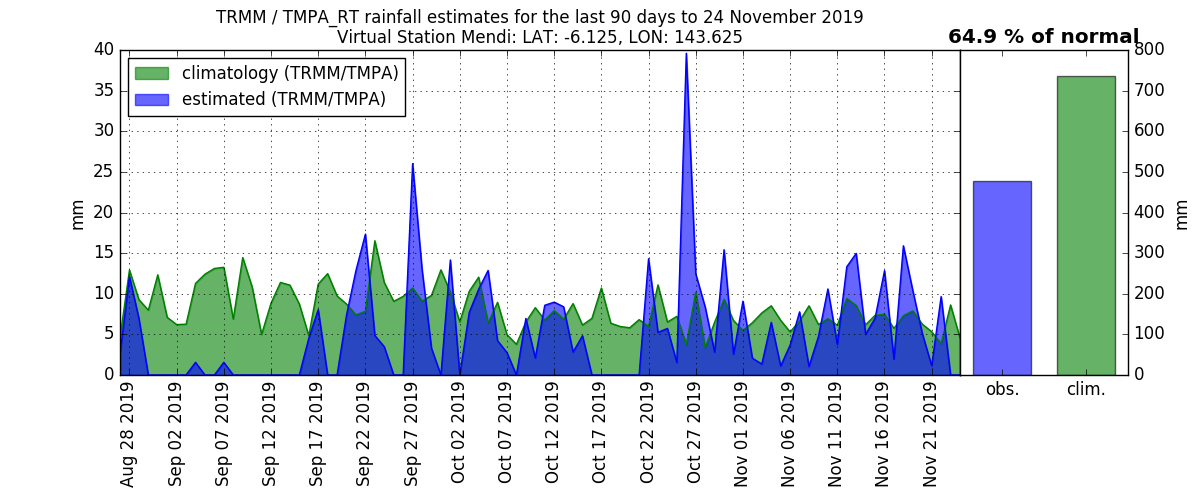 TRMM / TMPA_RT rainfall estimates for the last 90 days to 24 November 2019
Virtual Station Mendi: LAT: -6.125, LON: 143.625
64.9 % of normal
climatology (TRMM/TMPA)
estimated (TRMM/TMPA)
40
35
30
25
20
15
10
5
0
mm
800
700
600
500
400
300
200
100
0
mm
Aug 28 2019
Sep 02 2019
Sep 07 2019
Sep 12 2019
Sep 17 2019
Sep 22 2019
Sep 27 2019
Oct 02 2019
Oct 07 2019
Oct 12 2019
Oct 17 2019
Oct 22 2019
Oct 27 2019
Nov 01 2019
Nov 06 2019
Nov 11 2019
Nov 16 2019
Nov 21 2019
obs.
clim.